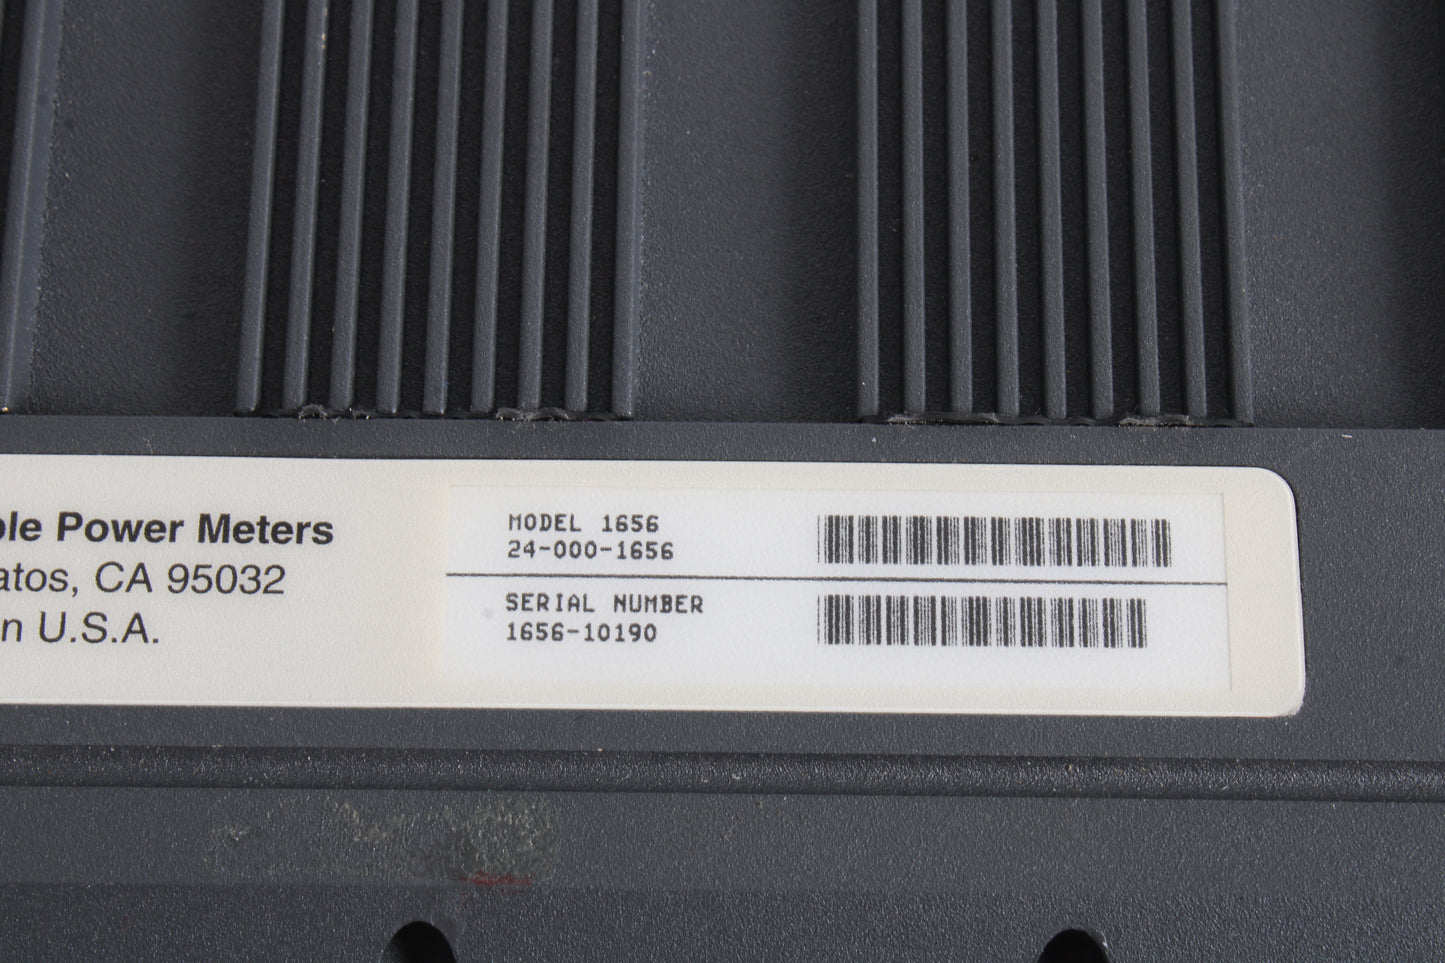 ble Power Meters
atos, CA 95032
n U.S.A.
MODEL 1656
24-000-1656
SERIAL NUMBER
1656-10190